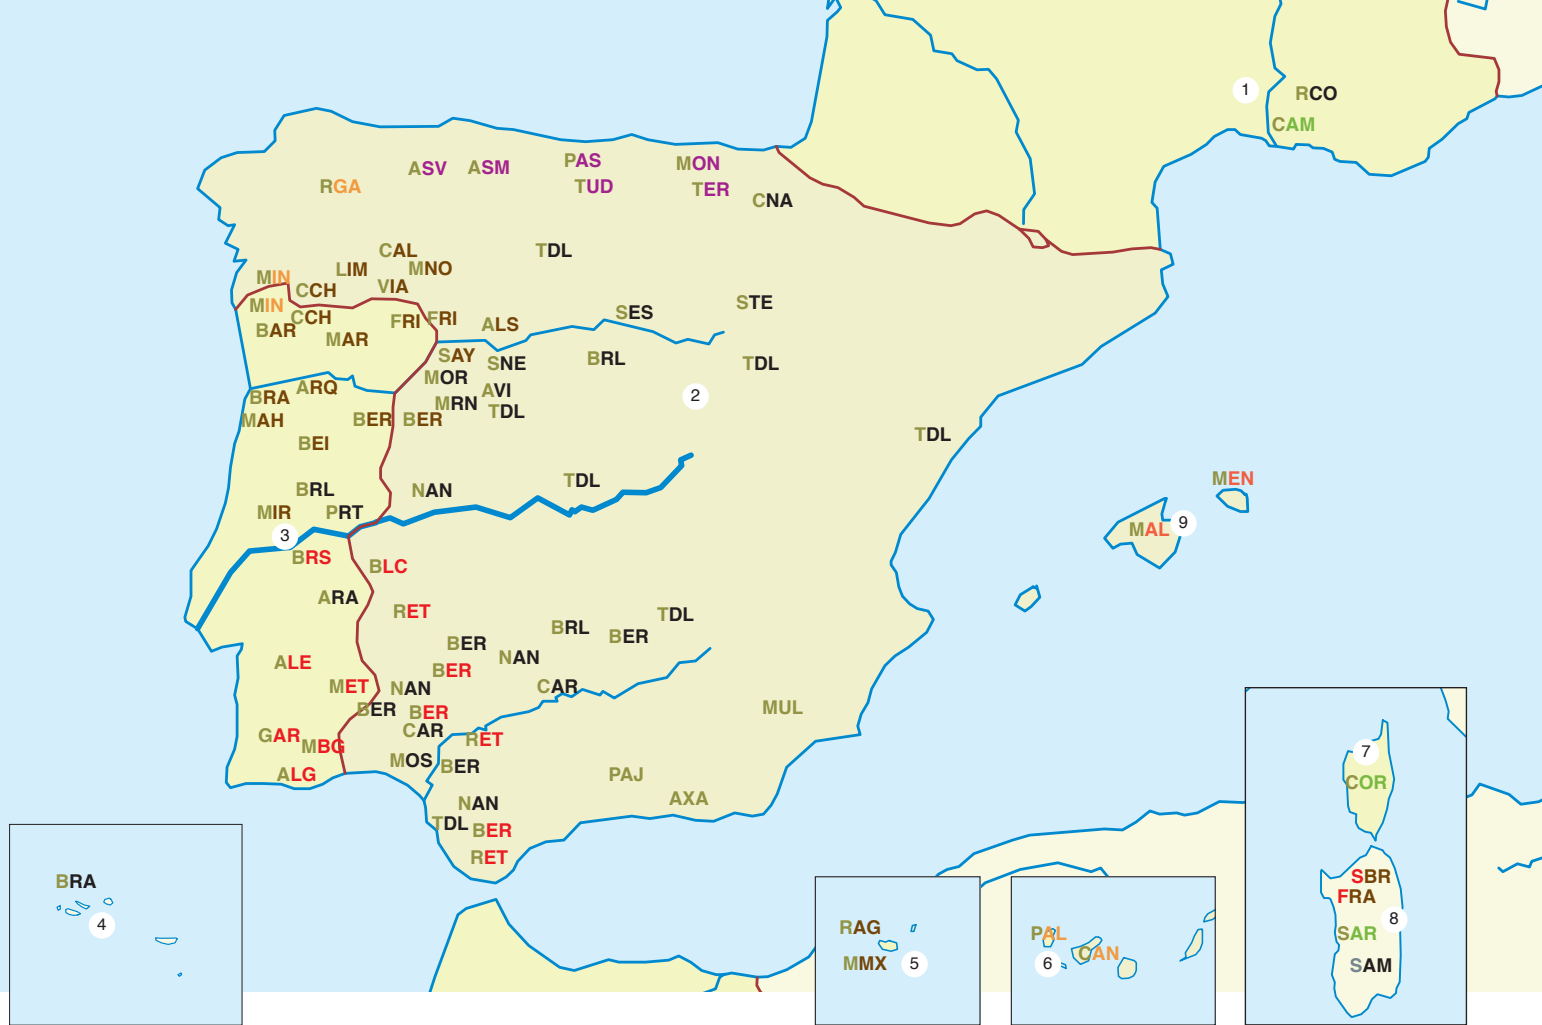 1
RCO
CAM
ASV
ASM
PAS
MON
RGA
TUD
TER
CNA
CAL
TDL
LIM
MNO
MIN
CCH
VIA
MIN
CCH
FRI
FRI
SES
STE
BAR
MAR
ALS
SAY
SNE
BRL
TDL
MOR
AVI
2
BRA
ARQ
MRN
TDL
MAH
BER
BER
BEI
TDL
BRL
NAN
TDL
MEN
MIR
PRT
MAL
9
3
BRS
BLC
ARA
RET
TDL
BER
BRL
BER
ALE
NAN
BER
MET
NAN
CAR
BER
BER
MUL
GAR
MBG
CAR
RET
MOS
BER
ALG
PAJ
NAN
AXA
TDL
BER
RET
7
COR
SBR
FRA
8
SAR
SAM
BRA
4
RAG
MMX
5
PAL
CAN
6